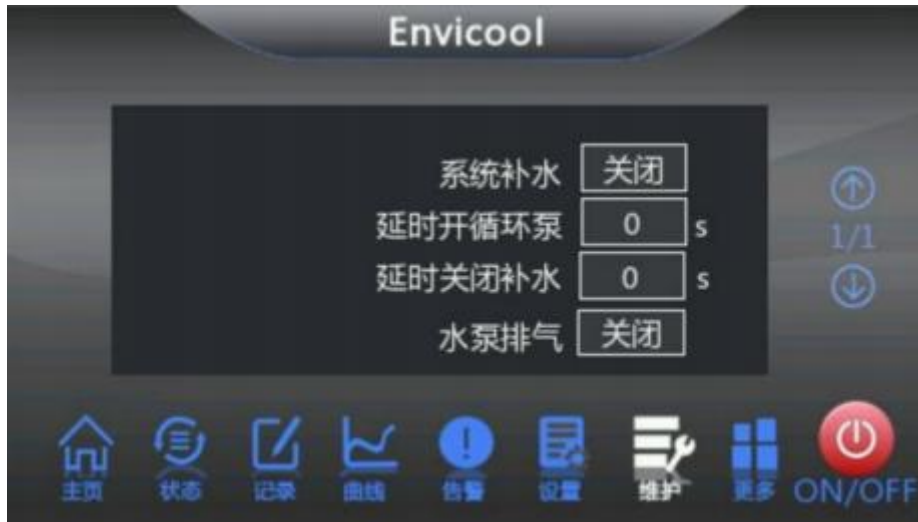 Envicool
系统补水 关闭
延时开循环泵 0 s
延时关闭补水 0 s
水泵排气 关闭
1/1
主页 状态 记录 曲线 告警 设置 维护 更多 ON/OFF